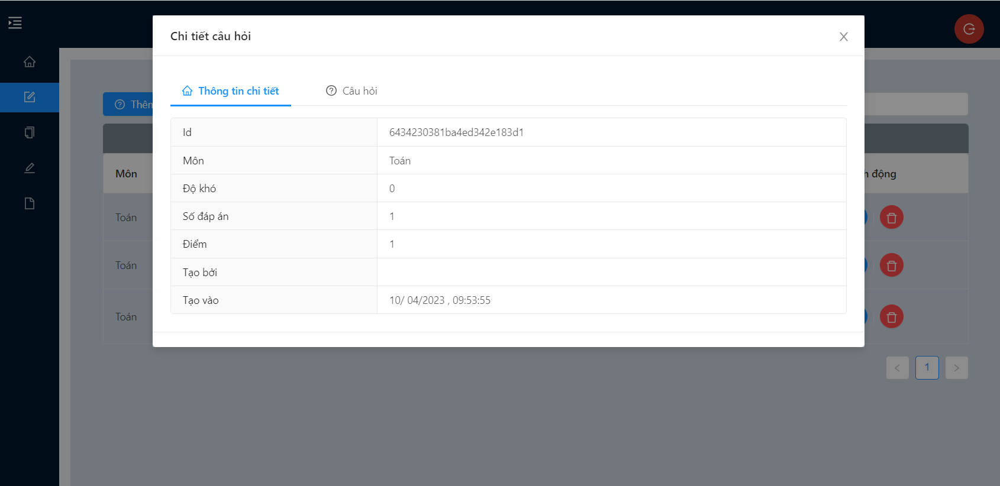 Chi tiết câu hỏi
Thông tin chi tiết
Câu hỏi
Thêm
Id
6434230381ba4ed342e183d1
Môn
Toán
Độ khó
0
Số đáp án
1
Điểm
1
Tạo bởi
Tạo vào
10/ 04/2023 , 09:53:55
Môn
động
Toán
Toán
Toán
1